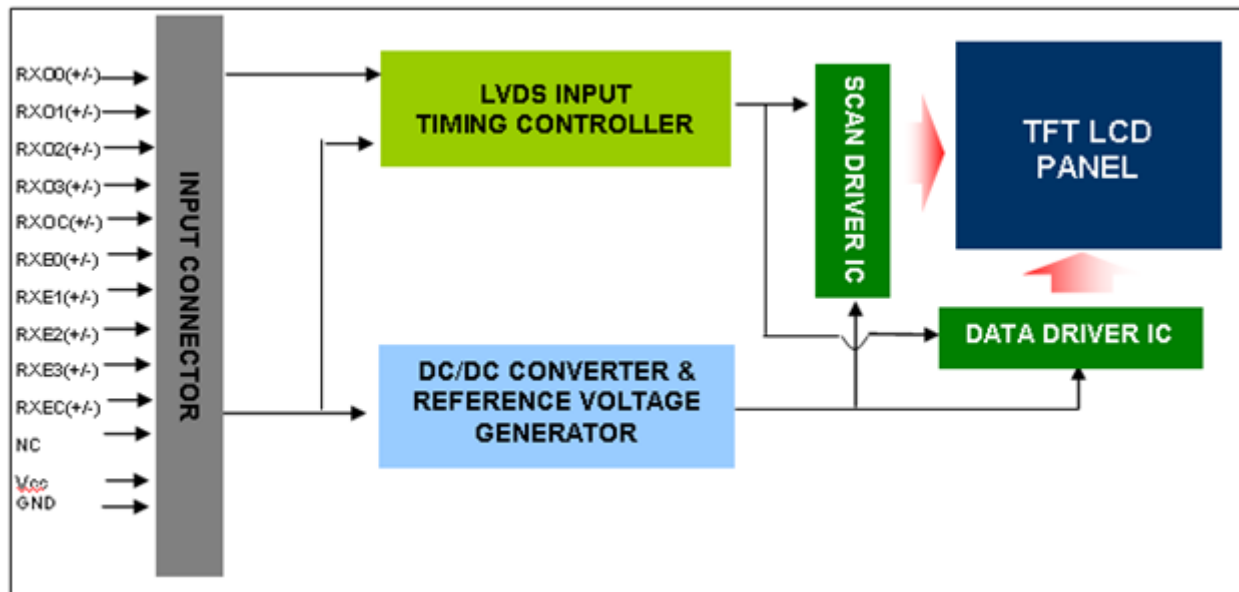 RXO0(+/-)
RXO1(+/-)
RXO2(+/-)
RXO3(+/-)
RXOC(+/-)
RXE0(+/-)
RXE1(+/-)
RXE2(+/-)
RXE3(+/-)
RXEC(+/-)
NC
Vcc
GND
INPUT CONNECTOR
LVDS INPUT
TIMING CONTROLLER
DC/DC CONVERTER &
REFERENCE VOLTAGE
GENERATOR
SCAN DRIVER IC
TFT LCD
PANEL
DATA DRIVER IC